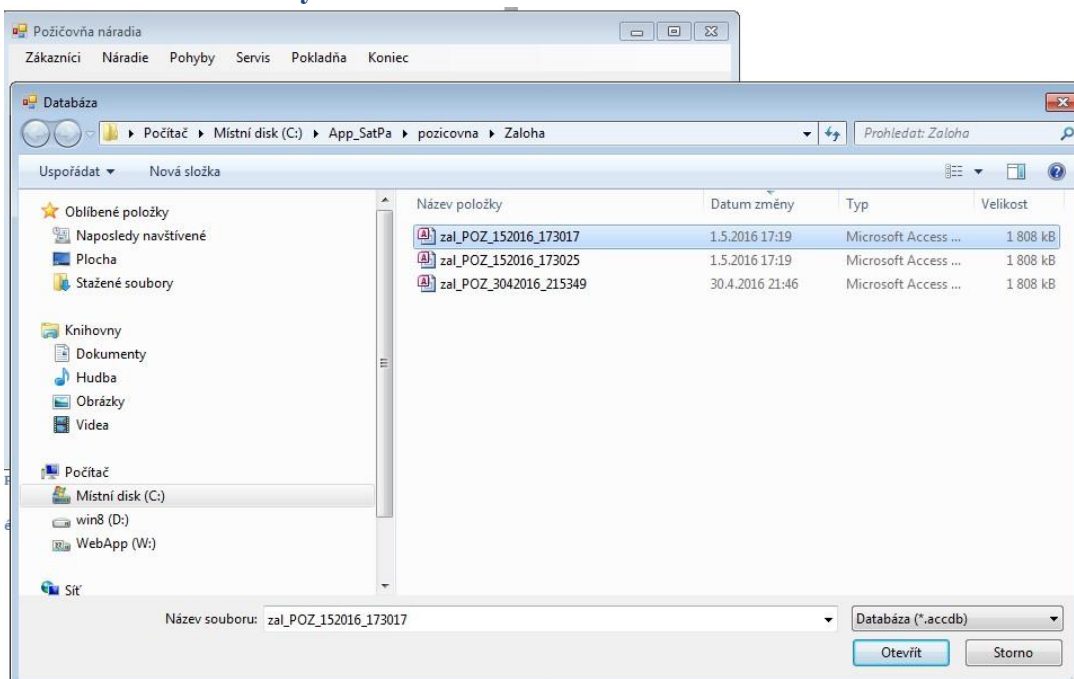 Požičovňa náradia
Zákazníci Náradie Pohyby Servis Pokladňa Koniec
Databáza
Počítač Místní disk (C:) App_SatPa pozicovna Zaloha Prohledat: Zaloha
Uspořádat Nová složka
Název položky Datum změny Typ Velikost
Oblíbené položky
Naposledy navštívené
Plocha
Stažené soubory
Knihovny
Dokumenty
Hudba
Obrázky
Videa
Počítač
Místní disk (C:)
win8 (D:)
WebApp (W:)
Síť
zal_POZ_152016_173017 1.5.2016 17:19 Microsoft Access ... 1 808 kB
zal_POZ_152016_173025 1.5.2016 17:19 Microsoft Access ... 1 808 kB
zal_POZ_3042016_215349 30.4.2016 21:46 Microsoft Access ... 1 808 kB
Název souboru: zal_POZ_152016_173017 Databáza (*.accdb)
Otevřít Storno